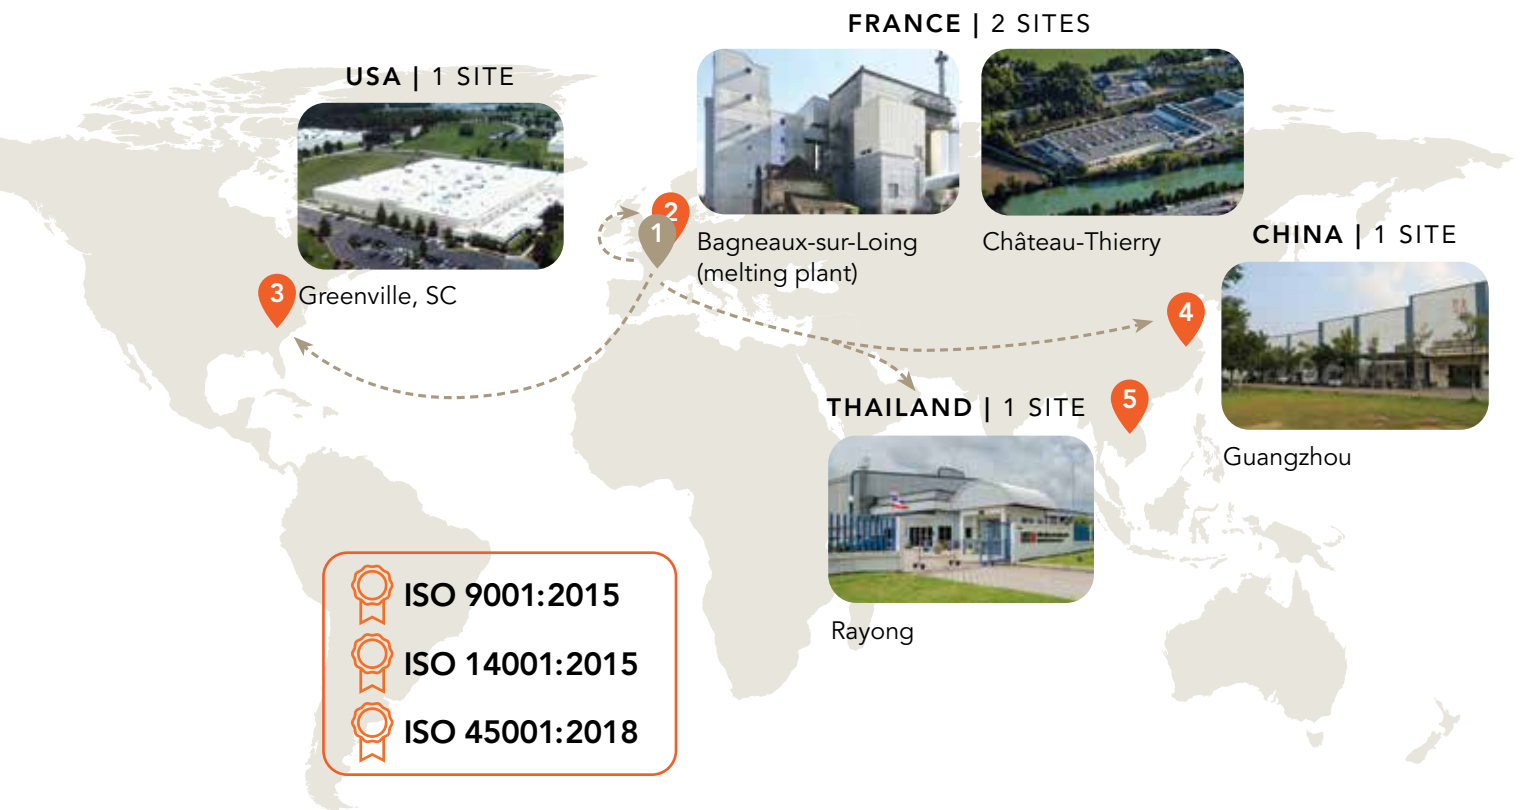 FRANCE | 2 SITES
USA | 1 SITE
2
1
Bagneaux-sur-Loing
(melting plant)
Château-Thierry
CHINA | 1 SITE
3
Greenville, SC
4
5
THAILAND | 1 SITE
Guangzhou
Rayong
ISO 9001:2015
ISO 14001:2015
ISO 45001:2018